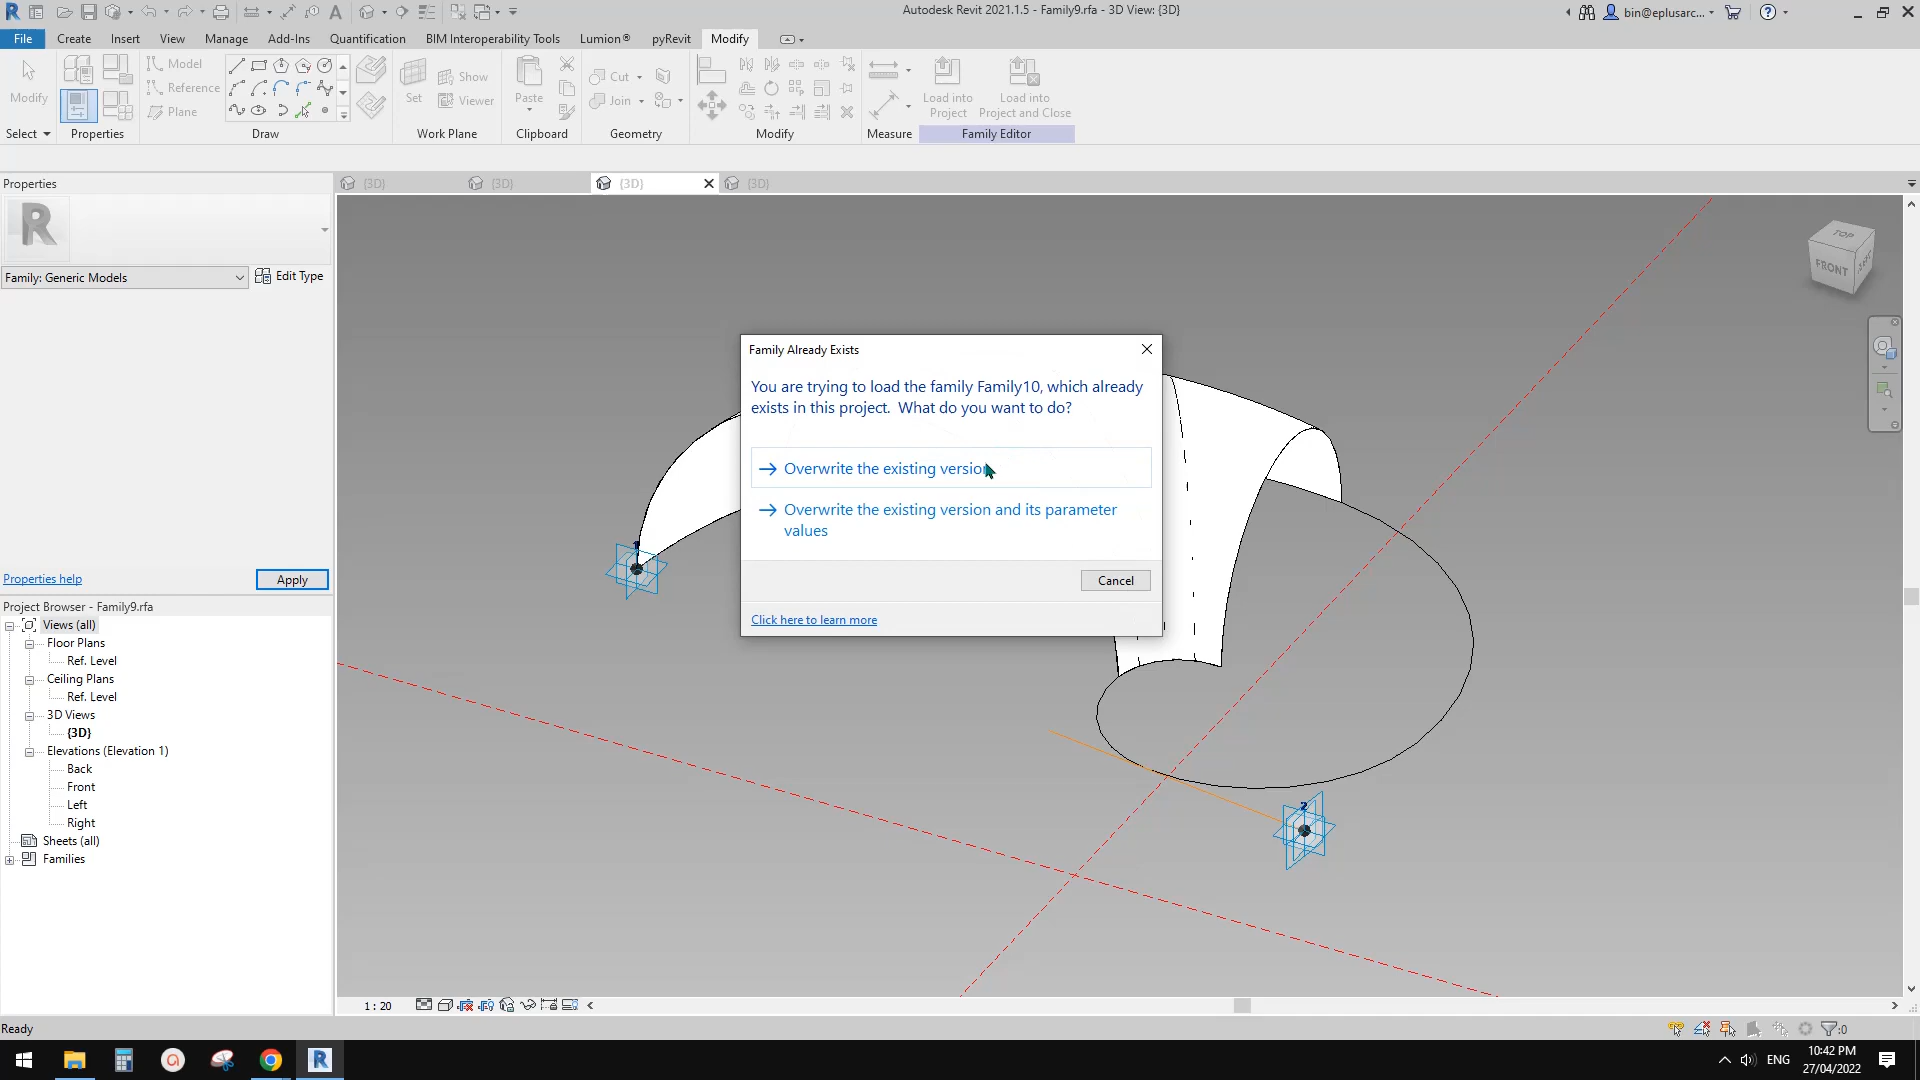 Autodesk Revit 2021.1.5 - Family9.rfa - 3D View: {3D}
bin@eplusarc...
File
Create
Insert
View
Manage
Add-Ins
Quantification
BIM Interoperability Tools
Lumion®
pyRevit
Modify
Modify
Model
Reference
Plane
Set
Show
Viewer
Paste
Cut
Join
Load into
Project
Load into
Project and Close
Select
Properties
Draw
Work Plane
Clipboard
Geometry
Modify
Measure
Family Editor
Properties
{3D}
{3D}
{3D}
{3D}
Family: Generic Models
Edit Type
TOP
FRONT
Family Already Exists
You are trying to load the family Family10, which already
exists in this project. What do you want to do?
Overwrite the existing version
Overwrite the existing version and its parameter
values
Cancel
Click here to learn more
1
2
Properties help
Apply
Project Browser - Family9.rfa
Views (all)
Floor Plans
Ref. Level
Ceiling Plans
Ref. Level
3D Views
{3D}
Elevations (Elevation 1)
Back
Front
Left
Right
Sheets (all)
Families
1 : 20
Ready
:0
ENG
10:42 PM
27/04/2022